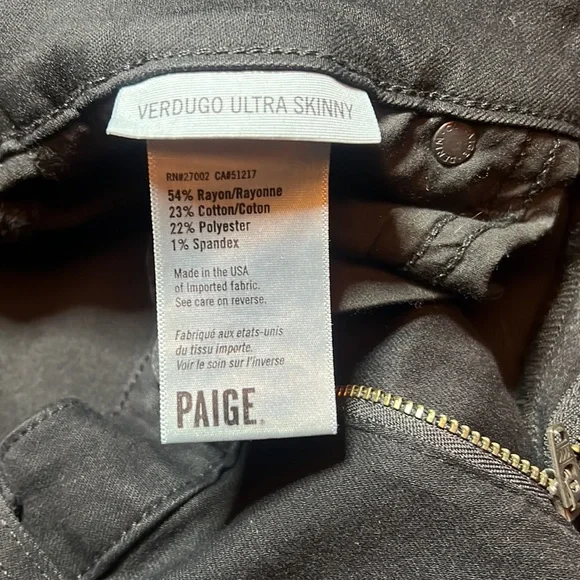 VERDUGO ULTRA SKINNY
RN#27002 CA#51217
54% Rayon/Rayonne
23% Cotton/Coton
22% Polyester
1% Spandex
Made in the USA
of Imported fabric.
See care on reverse.
Fabriqué aux etats-unis
du tissu importe.
Voir le soin sur l'inverse
PAIGE